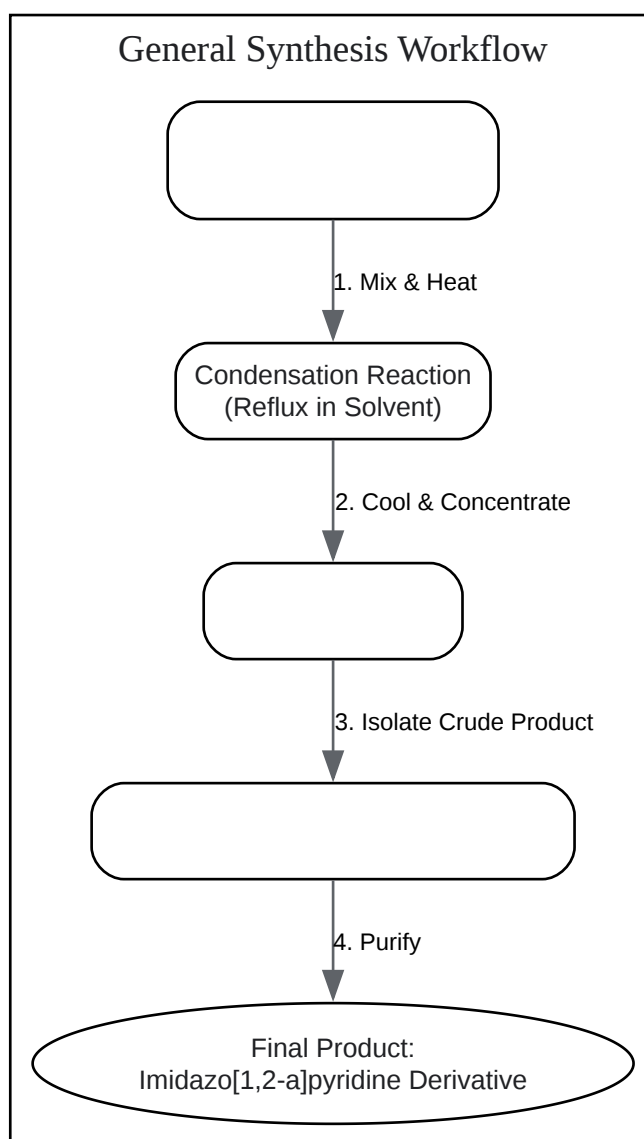 General Synthesis Workflow
1. Mix & Heat
Condensation Reaction
(Reflux in Solvent)
2. Cool & Concentrate
3. Isolate Crude Product
4. Purify
Final Product:
Imidazo[1,2-a]pyridine Derivative